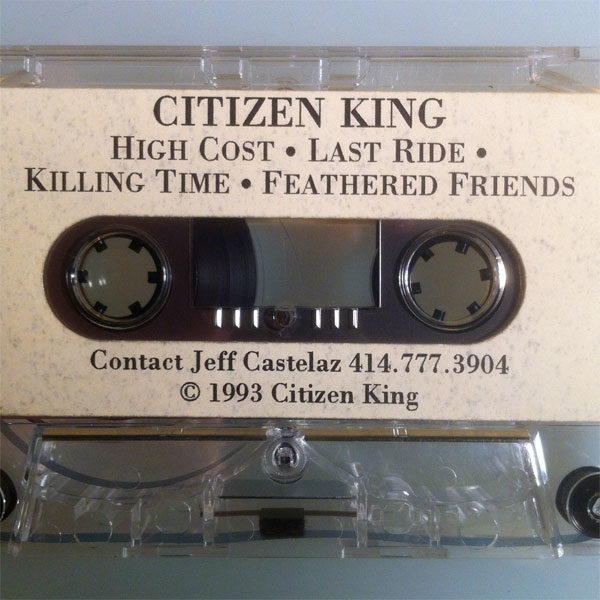 CITIZEN KING
HIGH COST • LAST RIDE •
KILLING TIME • FEATHERED FRIENDS
Contact Jeff Castelaz 414.777.3904
© 1993 Citizen King